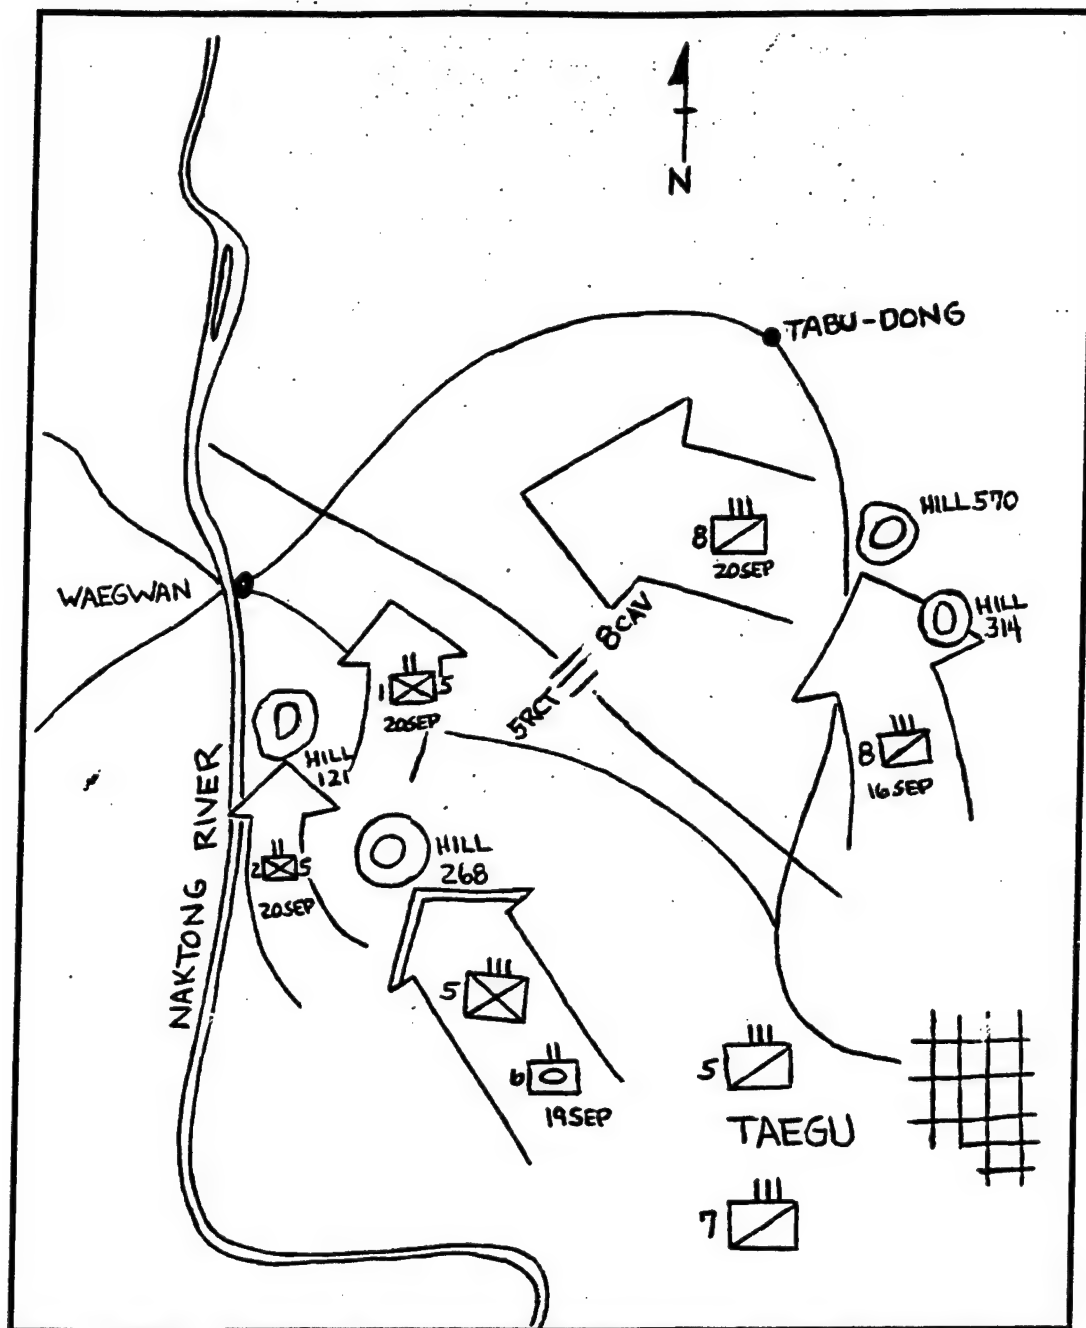 N
TABU-DONG
HILL 570
8
20SEP
WAEGWAN
HILL
314
8CAV
5RCT
1 5
20SEP
8
16SEP
HILL
121
NAKTONG RIVER
2 5
20SEP
HILL
268
5
6
19SEP
5
TAEGU
7